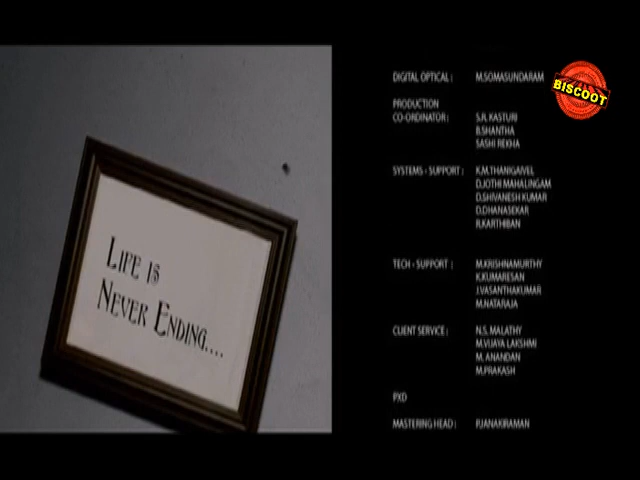 LIFE IS
NEVER ENDING....
DIGITAL OPTICAL : M.SOMASUNDARAM
PRODUCTION
CO-ORDINATOR : S.R. KASTURI
B.SHANTHA
SASHI REKHA
SYSTEMS - SUPPORT : K.M.THANIGAIVEL
D.JOTHI MAHALINGAM
D.SHIVANESH KUMAR
D.DHANASEKAR
R.KARTHIBAN
TECH - SUPPORT : M.KRISHNAMURTHY
K.KUMARESAN
J.VASANTHAKUMAR
M.NATARAJA
CLIENT SERVICE : N.S. MALATHY
M.VIJAYA LAKSHMI
M. ANANDAN
M.PRAKASH
PXD
MASTERING HEAD : P.JANAKIRAMAN
BISCOOT